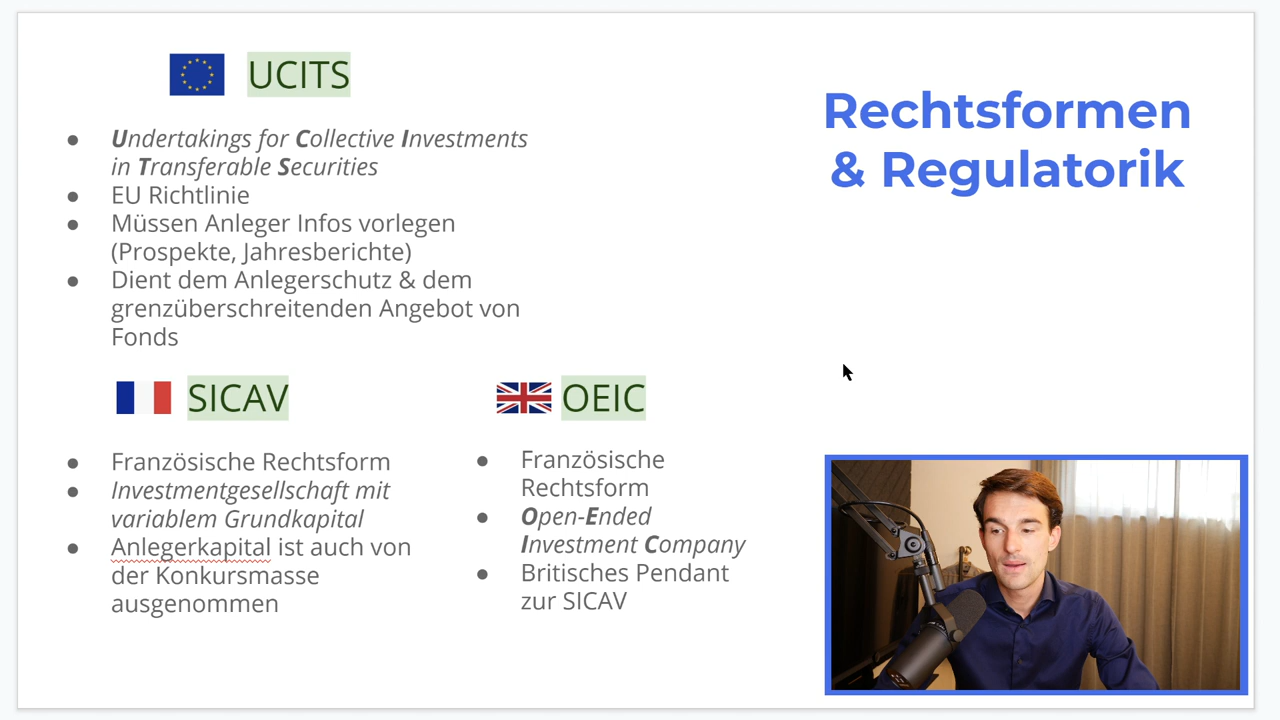 UCITS
Undertakings for Collective Investments
in Transferable Securities
EU Richtlinie
Müssen Anleger Infos vorlegen
(Prospekte, Jahresberichte)
Dient dem Anlegerschutz & dem
grenzüberschreitenden Angebot von
Fonds
Rechtsformen
& Regulatorik
SICAV
Französische Rechtsform
Investmentgesellschaft mit
variablem Grundkapital
Anlegerkapital ist auch von
der Konkursmasse
ausgenommen
OEIC
Französische
Rechtsform
Open-Ended
Investment Company
Britisches Pendant
zur SICAV